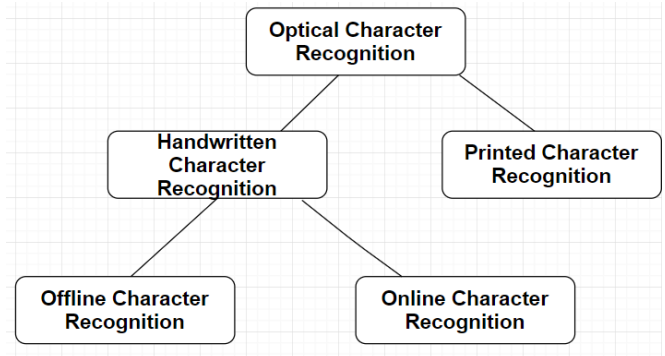 Optical Character
Recognition
Handwritten
Character
Recognition
Printed Character
Recognition
Offline Character
Recognition
Online Character
Recognition